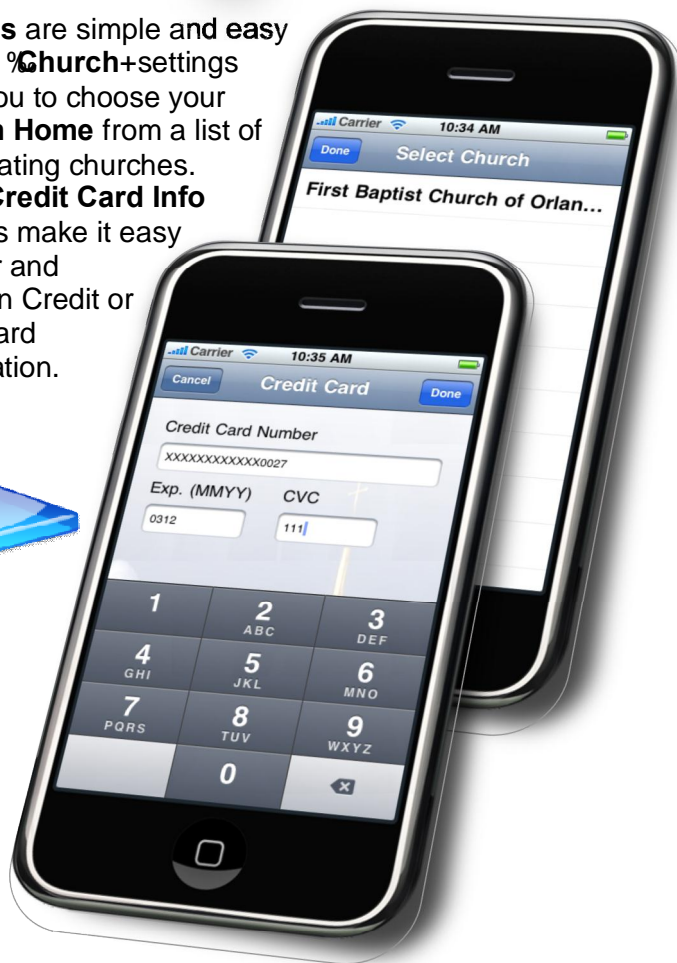 s are simple and easy
‰Church+settings
ou to choose your
n Home from a list of
ating churches.
Credit Card Info
s make it easy
r and
n Credit or
ard
ation.
Carrier 10:34 AM
Done Select Church
First Baptist Church of Orlan...
Carrier 10:35 AM
Cancel Credit Card Done
Credit Card Number
XXXXXXXXXXXX0027
Exp. (MMYY) CVC
0312 111
1 2 3
ABC DEF
4 5 6
GHI JKL MNO
7 8 9
PQRS TUV WXYZ
0